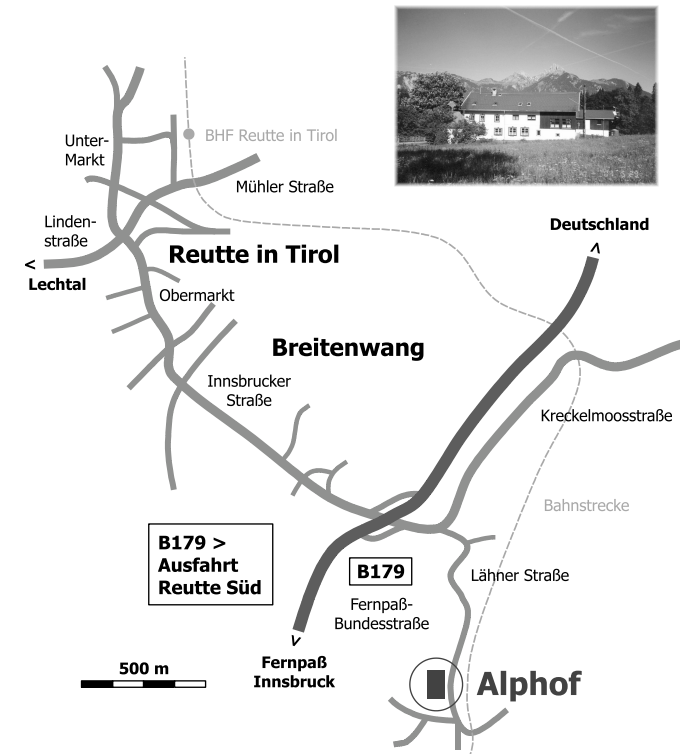 Unter-
Markt
BHF Reutte in Tirol
Mühler Straße
Linden-
straße
<
Lechtal
Deutschland
>
Reutte in Tirol
Obermarkt
Breitenwang
Innsbrucker
Straße
Kreckelmoosstraße
Bahnstrecke
B179 >
Ausfahrt
Reutte Süd
B179
Lähner Straße
Fernpaß-
Bundesstraße
>
Fernpaß
Innsbruck
500 m
Alphof